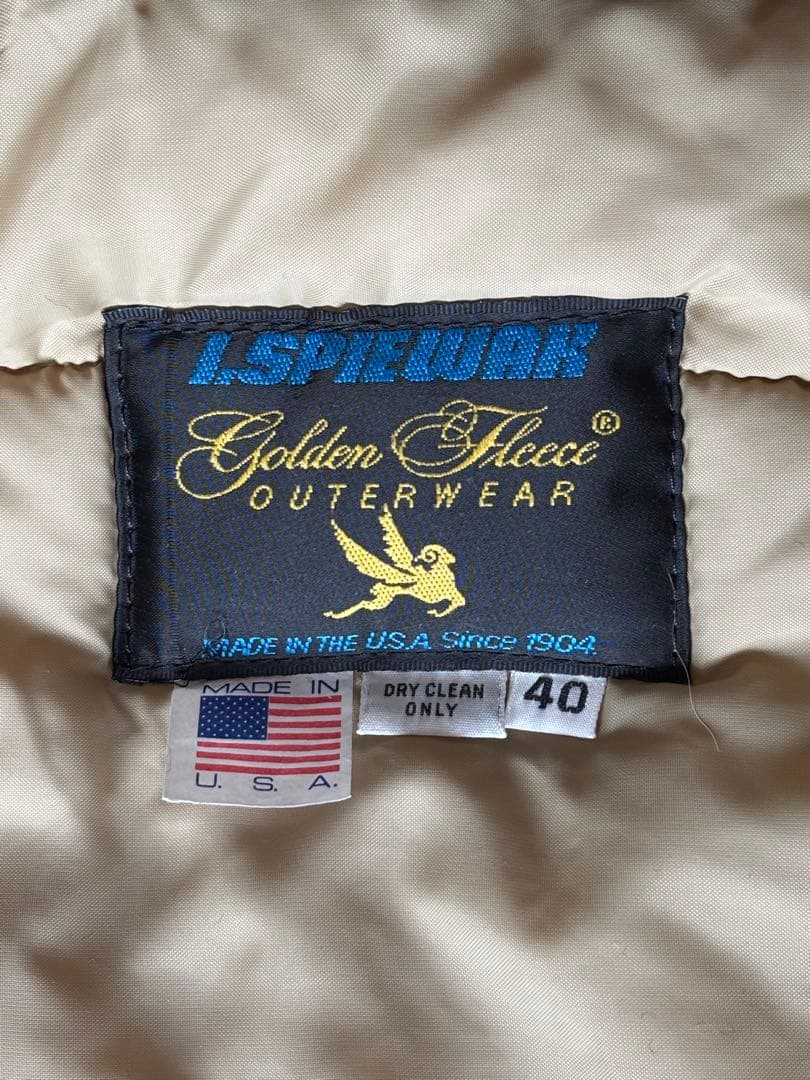 I.SPIEWAK
Golden Fleece®
OUTERWEAR
MADE IN THE U.S.A. Since 1904.
MADE IN
U. S. A.
DRY CLEAN
ONLY
40